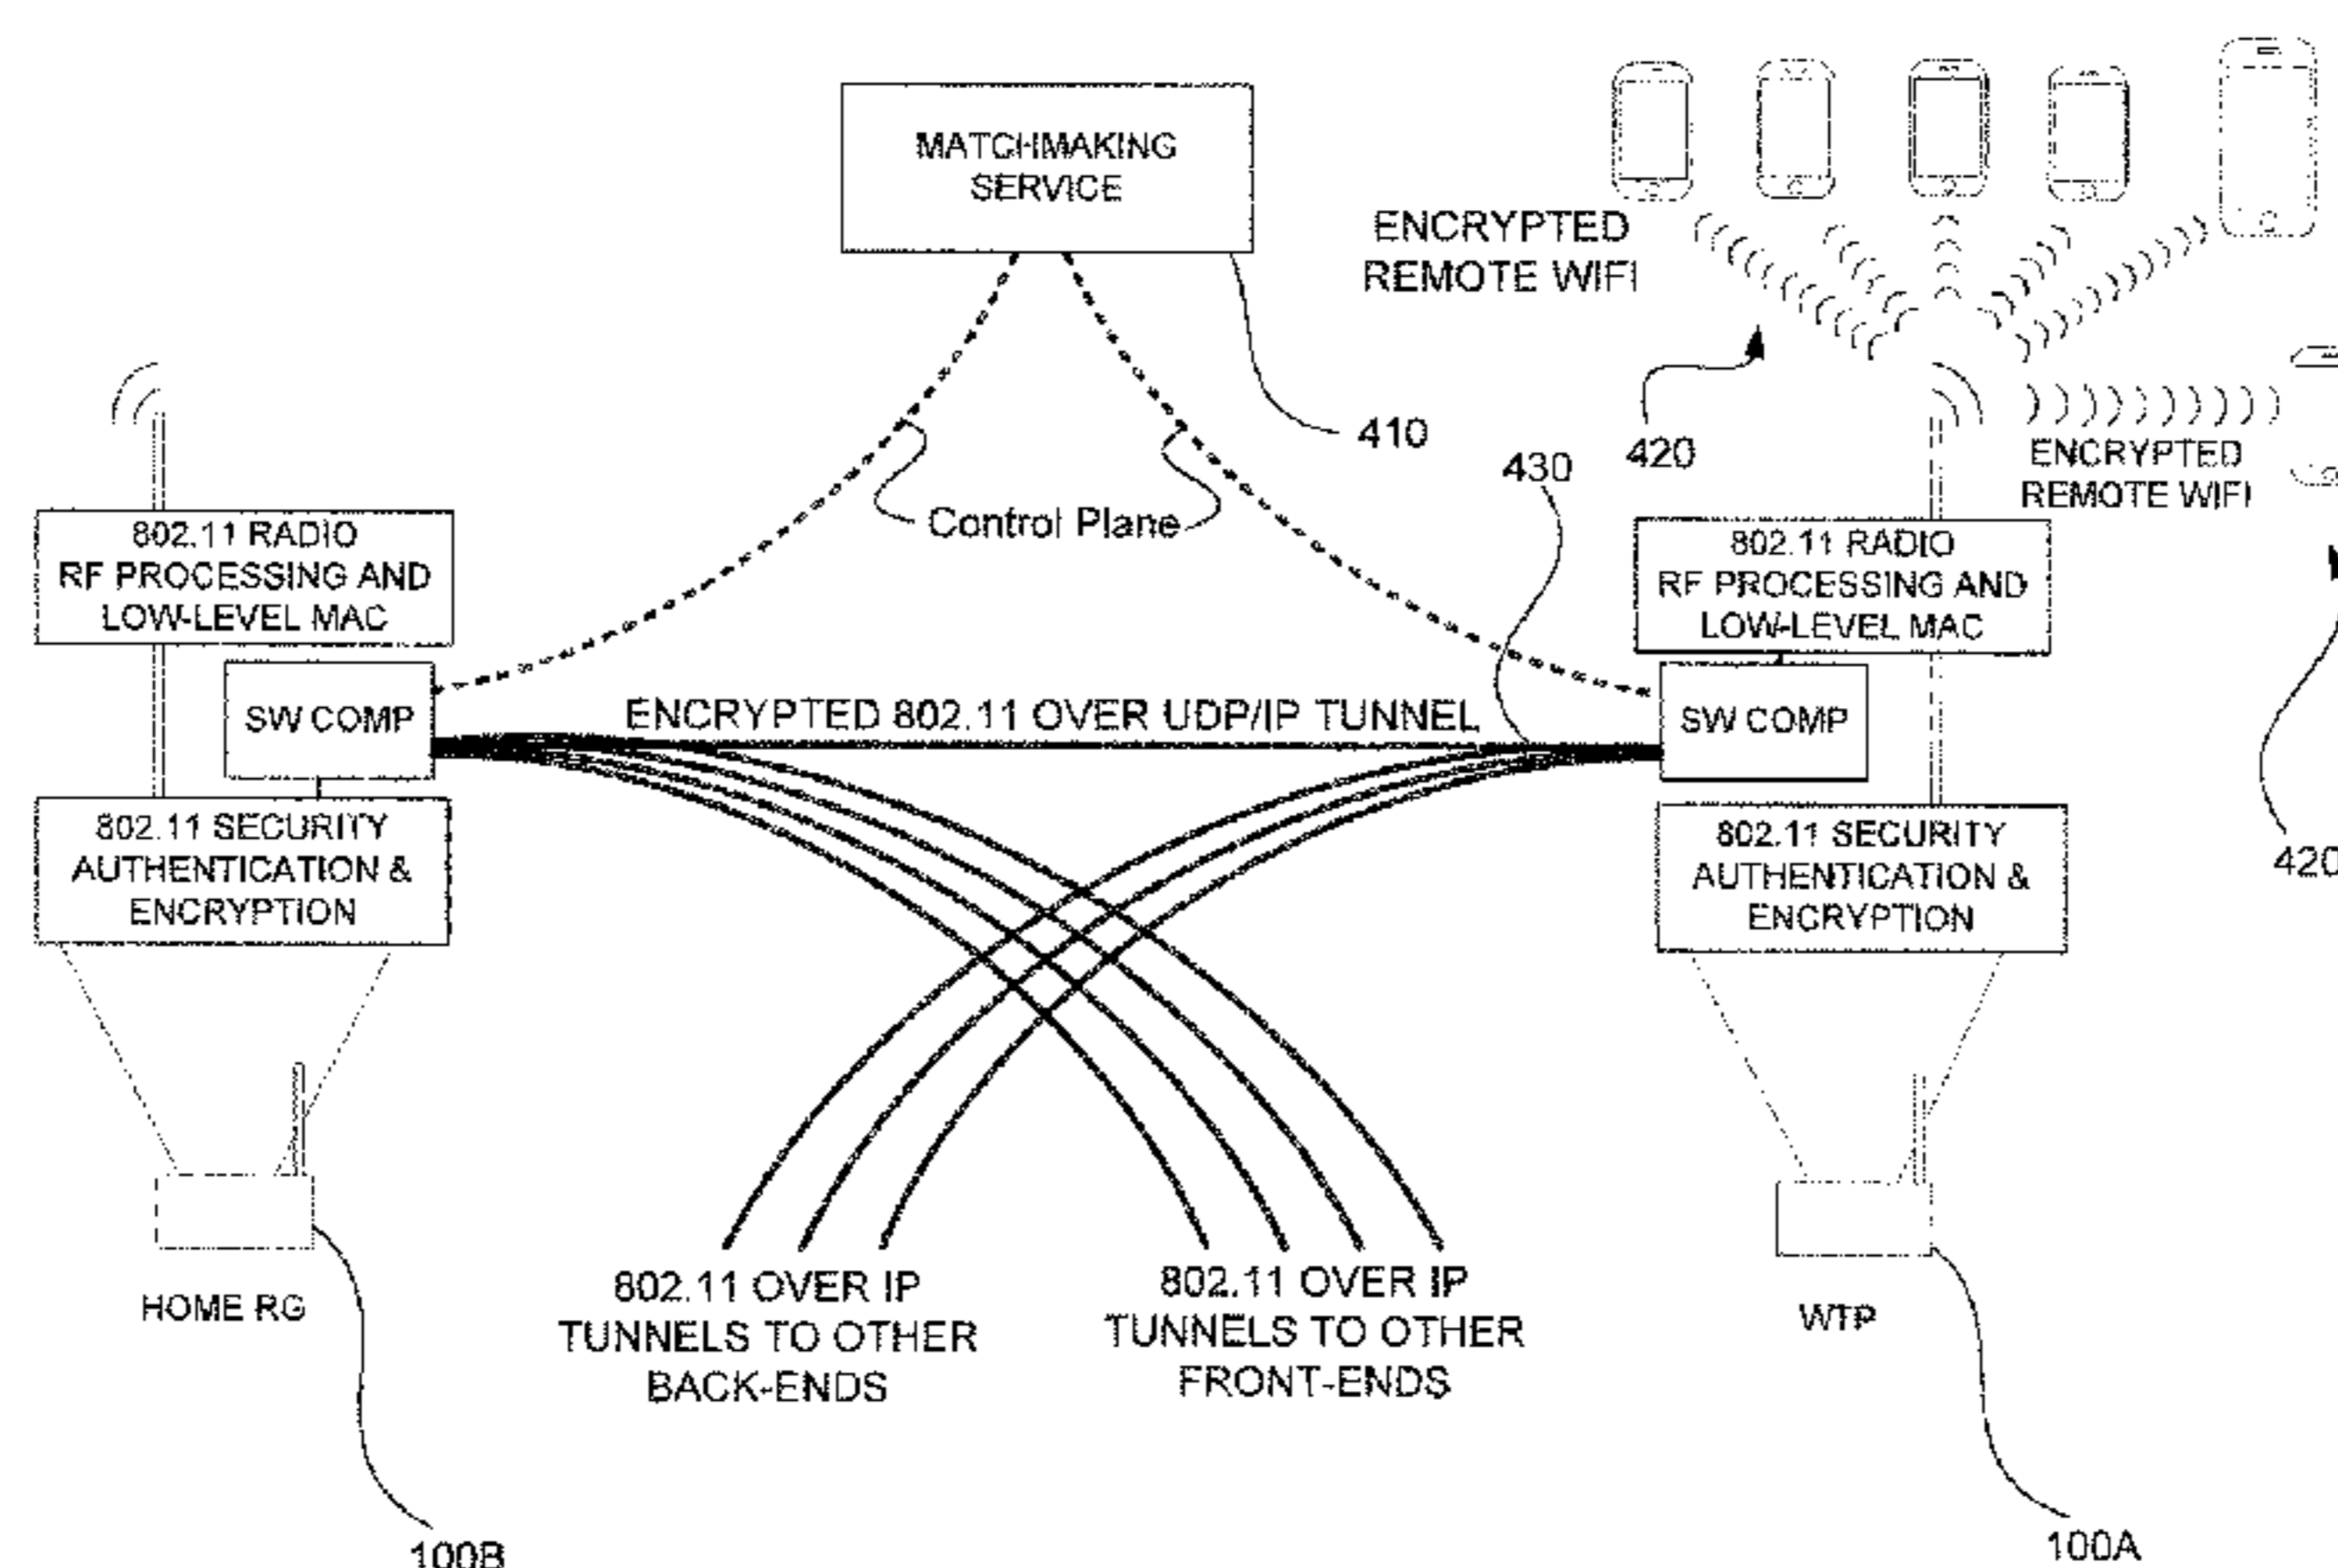 MATCHMAKING
SERVICE
ENCRYPTED
REMOTE WIFI
410
420
430
ENCRYPTED
REMOTE WIFI
Control Plane
802.11 RADIO
RF PROCESSING AND
LOW-LEVEL MAC
802.11 RADIO
RF PROCESSING AND
LOW-LEVEL MAC
SW COMP
ENCRYPTED 802.11 OVER UDP/IP TUNNEL
SW COMP
802.11 SECURITY
AUTHENTICATION &
ENCRYPTION
802.11 SECURITY
AUTHENTICATION &
ENCRYPTION
420
HOME RG
802.11 OVER IP
TUNNELS TO OTHER
BACK-ENDS
802.11 OVER IP
TUNNELS TO OTHER
FRONT-ENDS
WTP
100B
100A